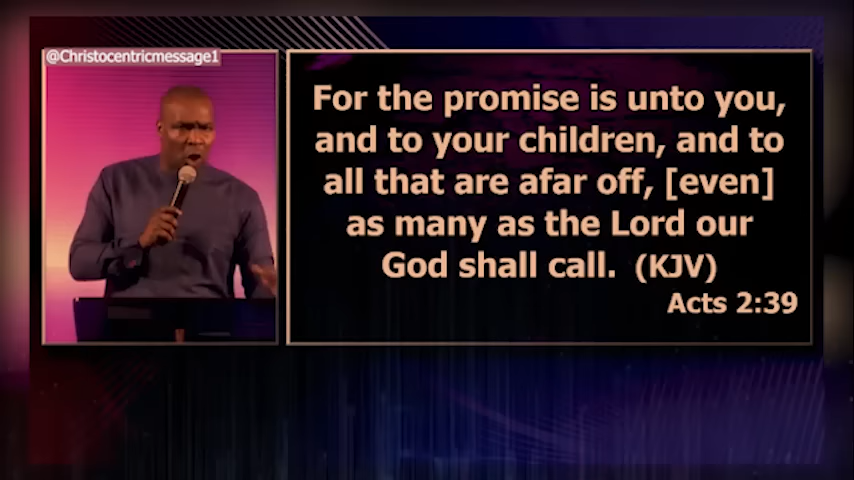 @Christocentricmessage1
For the promise is unto you,
and to your children, and to
all that are afar off, [even]
as many as the Lord our
God shall call. (KJV)
Acts 2:39